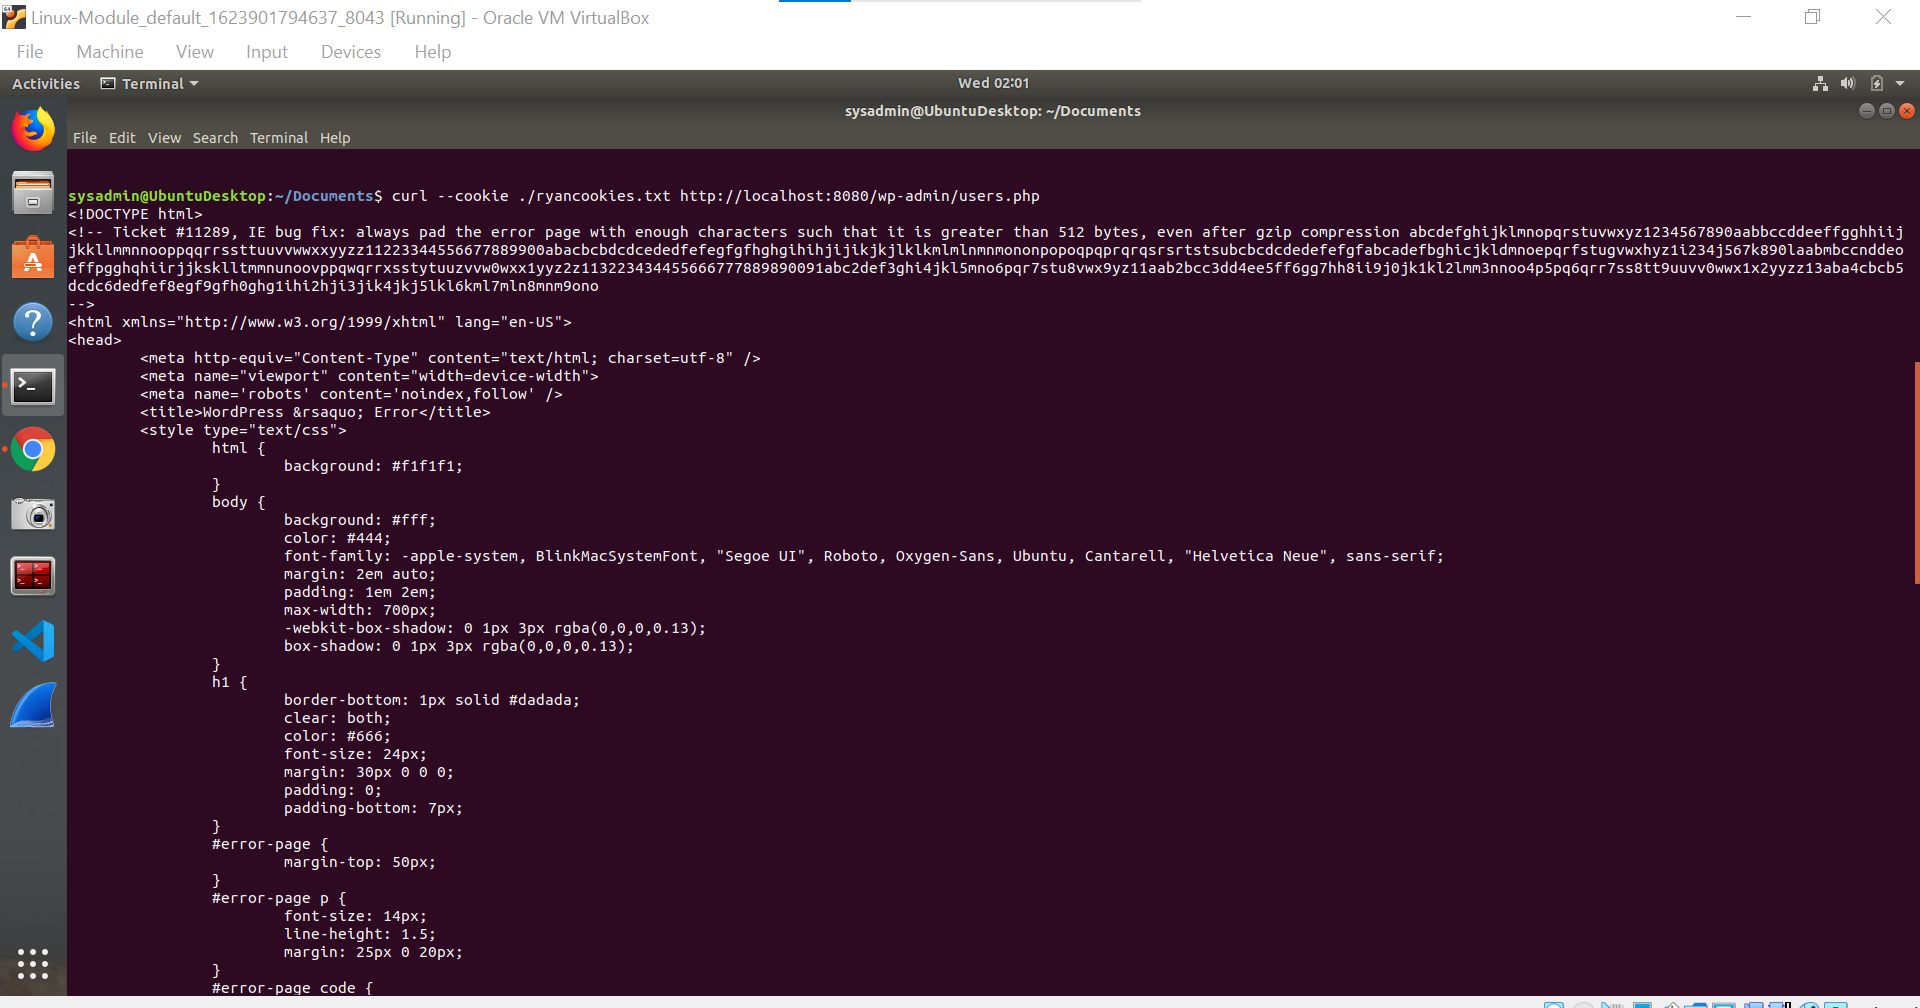 Linux-Module_default_1623901794637_8043 [Running] - Oracle VM VirtualBox
File Machine View Input Devices Help
Activities Terminal Wed 02:01
sysadmin@UbuntuDesktop: ~/Documents
File Edit View Search Terminal Help
sysadmin@UbuntuDesktop:~/Documents$ curl --cookie ./ryancookies.txt http://localhost:8080/wp-admin/users.php
<!DOCTYPE html>
<!-- Ticket #11289, IE bug fix: always pad the error page with enough characters such that it is greater than 512 bytes, even after gzip compression abcdefghijklmnopqrstuvwxyz1234567890aabbccddeeffgghhiij
jkkllmmnnooppqqrrssttuuvvwwxxyyzz11223344556677889900abacbcbdcdcededfefegfgfhghgihihjijikjkjlklkmlmlnmnmononpopoqpqprqrqsrsrtstsubcbcdcdedefefgfabcadefbghicjkldmnoepqrfstugvwxhyz1i234j567k890laabmbccnddeo
effpgghqhiirjjksklltmmnunoovppqwqrrxsstytuuzvvw0wxx1yyz2z113223434455666777889890091abc2def3ghi4jkl5mno6pqr7stu8vwx9yz11aab2bcc3dd4ee5ff6gg7hh8ii9j0jk1kl2lmm3nnoo4p5pq6qrr7ss8tt9uuvv0wwx1x2yyzz13aba4cbcb5
dcdc6dedfef8egf9gfh0ghg1ihi2hji3jik4jkj5lkl6kml7mln8mnm9ono
-->
<html xmlns="http://www.w3.org/1999/xhtml" lang="en-US">
<head>
<meta http-equiv="Content-Type" content="text/html; charset=utf-8" />
<meta name="viewport" content="width=device-width">
<meta name='robots' content='noindex,follow' />
<title>WordPress &rsaquo; Error</title>
<style type="text/css">
html {
background: #f1f1f1;
}
body {
background: #fff;
color: #444;
font-family: -apple-system, BlinkMacSystemFont, "Segoe UI", Roboto, Oxygen-Sans, Ubuntu, Cantarell, "Helvetica Neue", sans-serif;
margin: 2em auto;
padding: 1em 2em;
max-width: 700px;
-webkit-box-shadow: 0 1px 3px rgba(0,0,0,0.13);
box-shadow: 0 1px 3px rgba(0,0,0,0.13);
}
h1 {
border-bottom: 1px solid #dadada;
clear: both;
color: #666;
font-size: 24px;
margin: 30px 0 0 0;
padding: 0;
padding-bottom: 7px;
}
#error-page {
margin-top: 50px;
}
#error-page p {
font-size: 14px;
line-height: 1.5;
margin: 25px 0 20px;
}
#error-page code {